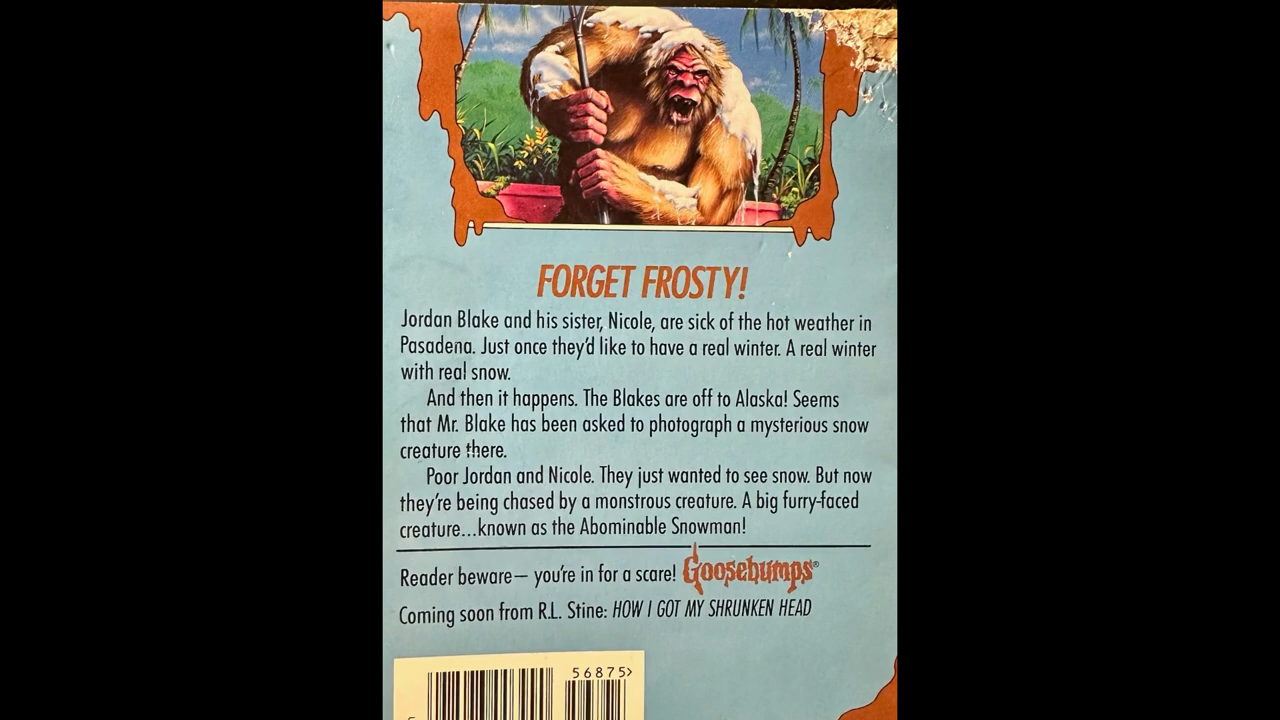 FORGET FROSTY!
Jordan Blake and his sister, Nicole, are sick of the hot weather in
Pasadena. Just once they'd like to have a real winter. A real winter
with real snow.
And then it happens. The Blakes are off to Alaska! Seems
that Mr. Blake has been asked to photograph a mysterious snow
creature there.
Poor Jordan and Nicole. They just wanted to see snow. But now
they're being chased by a monstrous creature. A big furry-faced
creature...known as the Abominable Snowman!
Reader beware— you're in for a scare! Goosebumps®
Coming soon from R.L. Stine: HOW I GOT MY SHRUNKEN HEAD
56875>